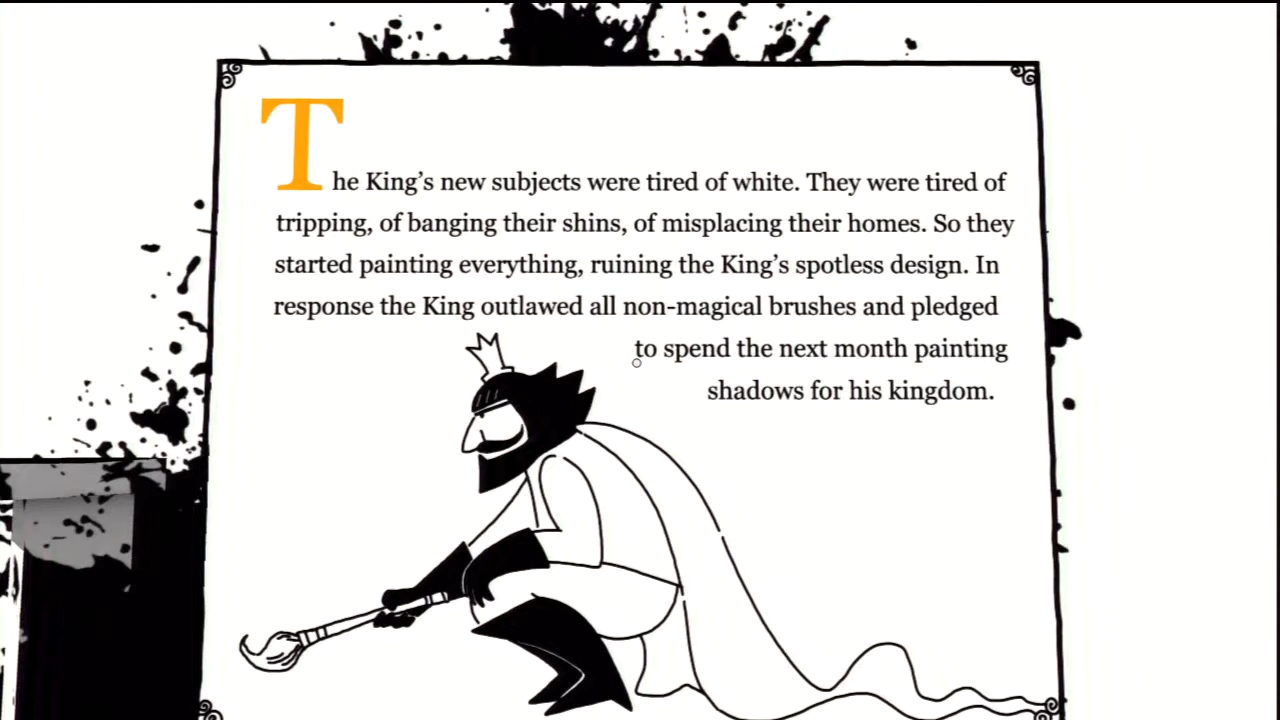 The King’s new subjects were tired of white. They were tired of
tripping, of banging their shins, of misplacing their homes. So they
started painting everything, ruining the King’s spotless design. In
response the King outlawed all non-magical brushes and pledged
to spend the next month painting
shadows for his kingdom.